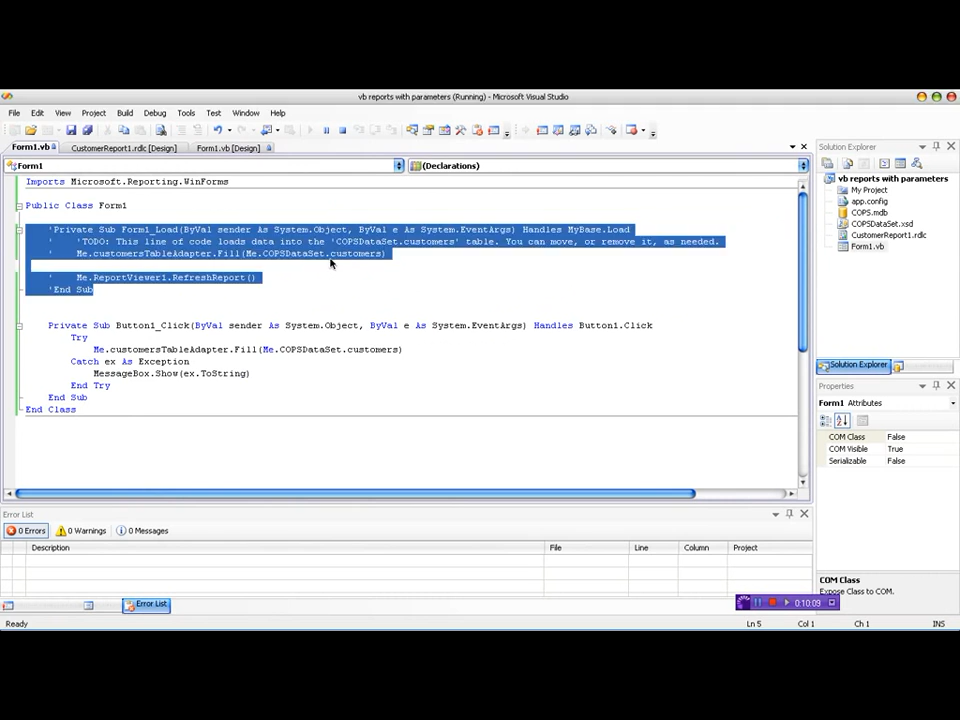 vb reports with parameters (Running) - Microsoft Visual Studio
File Edit View Project Build Debug Tools Test Window Help
Form1.vb CustomerReport1.rdlc [Design] Form1.vb [Design]
Form1 (Declarations)
Imports Microsoft.Reporting.WinForms
Public Class Form1
'Private Sub Form1_Load(ByVal sender As System.Object, ByVal e As System.EventArgs) Handles MyBase.Load
' 'TODO: This line of code loads data into the 'COPSDataSet.customers' table. You can move, or remove it, as needed.
' Me.customersTableAdapter.Fill(Me.COPSDataSet.customers)
' Me.ReportViewer1.RefreshReport()
'End Sub
Private Sub Button1_Click(ByVal sender As System.Object, ByVal e As System.EventArgs) Handles Button1.Click
Try
Me.customersTableAdapter.Fill(Me.COPSDataSet.customers)
Catch ex As Exception
MessageBox.Show(ex.ToString)
End Try
End Sub
End Class
Solution Explorer
vb reports with parameters
My Project
app.config
COPS.mdb
COPSDataSet.xsd
CustomerReport1.rdlc
Form1.vb
Solution Explorer
Properties
Form1 Attributes
COM Class False
COM Visible True
Serializable False
COM Class
Expose Class to COM.
Error List
0 Errors 0 Warnings 0 Messages
Description File Line Column Project
Error List
0:10:09
Ready Ln 5 Col 1 Ch 1 INS